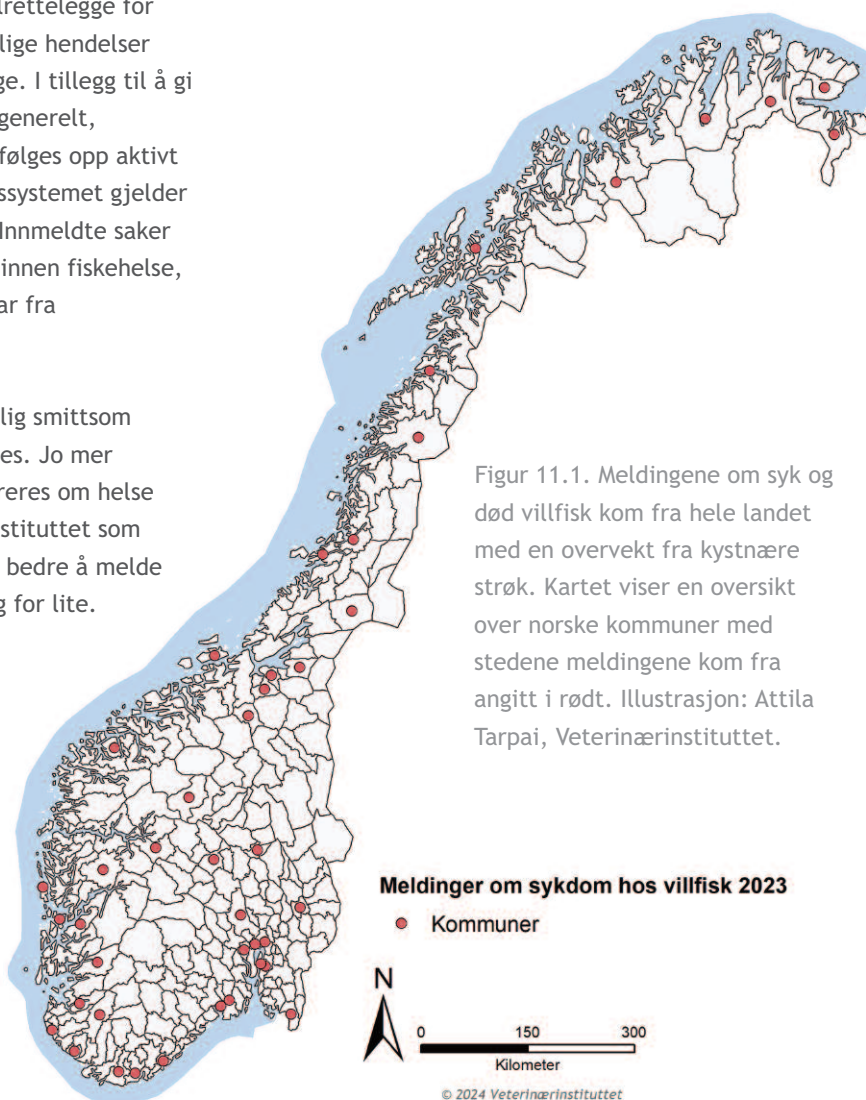 lrettelegge for
lige hendelser
ge. I tillegg til å gi
generelt,
følges opp aktivt
ssystemet gjelder
Innmeldte saker
innen fiskehelse,
ar fra
lig smittsom
es. Jo mer
reres om helse
stituttet som
bedre å melde
g for lite.
Figur 11.1. Meldingene om syk og
død villfisk kom fra hele landet
med en overvekt fra kystnære
strøk. Kartet viser en oversikt
over norske kommuner med
stedene meldingene kom fra
angitt i rødt. Illustrasjon: Attila
Tarpai, Veterinærinstituttet.
Meldinger om sykdom hos villfisk 2023
Kommuner
N
0 150 300
Kilometer
© 2024 Veterinærinstituttet